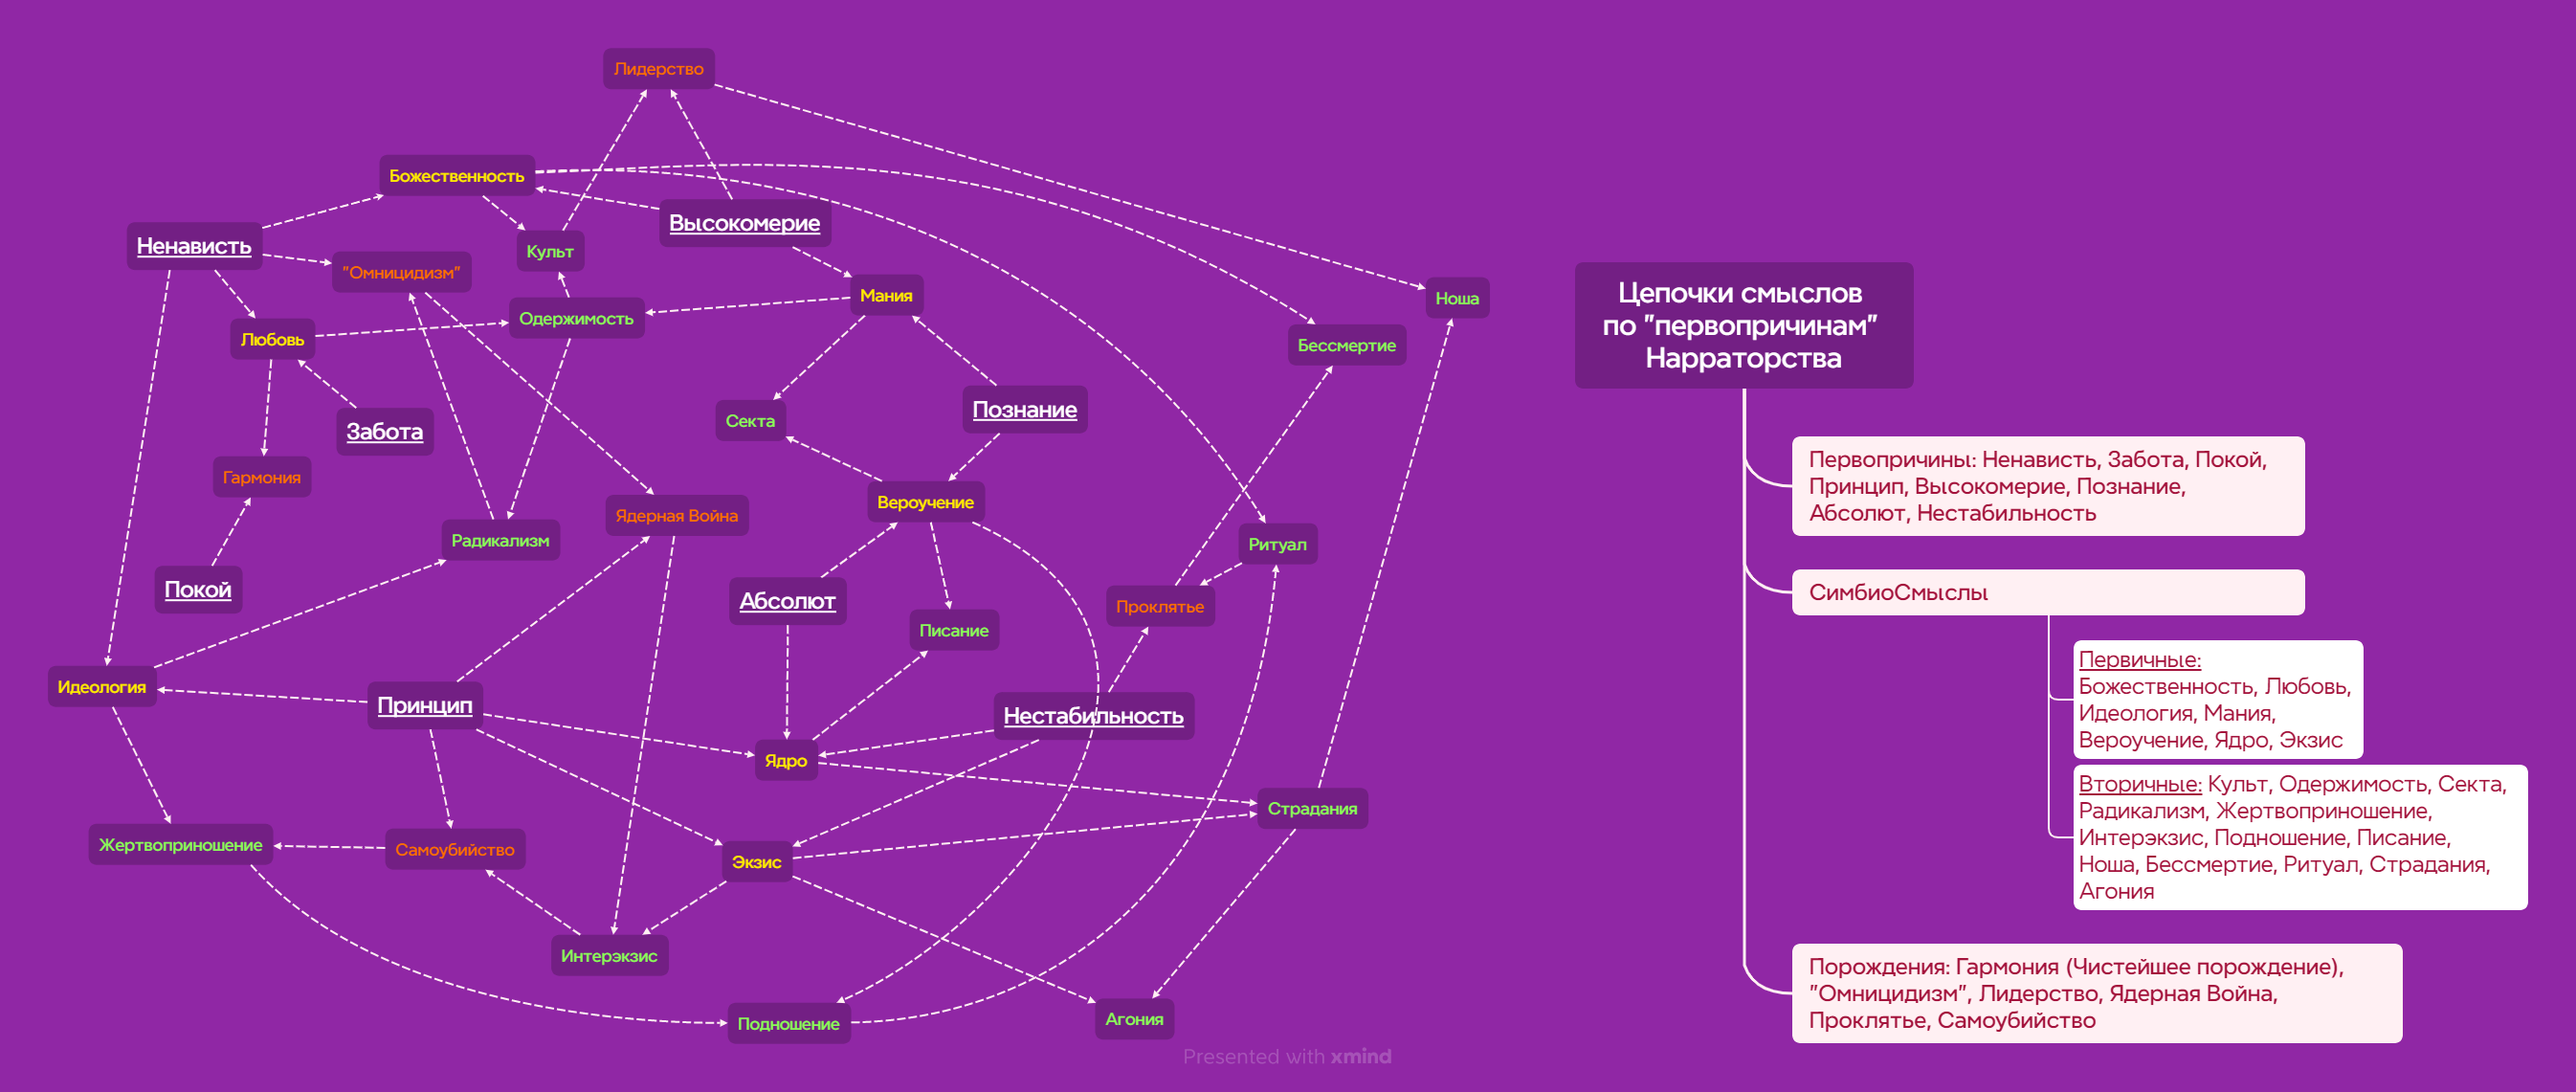 Лидерство
Божественность
Высокомерие
Ненависть
Культ
"Омницидизм"
Мания
Ноша
Одержимость
Любовь
Бессмертие
Познание
Секта
Забота
Гармония
Вероучение
Ядерная Война
Радикализм
Ритуал
Покой
Абсолют
Проклятье
Писание
Идеология
Принцип
Нестабильность
Ядро
Страдания
Жертвоприношение
Самоубийство
Экзис
Интерэкзис
Подношение
Агония
Presented with xmind
Цепочки смыслов
по "первопричинам"
Нарраторства
Первопричины: Ненависть, Забота, Покой,
Принцип, Высокомерие, Познание,
Абсолют, Нестабильность
СимбиоСмыслы
Первичные:
Божественность, Любовь,
Идеология, Мания,
Вероучение, Ядро, Экзис
Вторичные: Культ, Одержимость, Секта,
Радикализм, Жертвоприношение,
Интерэкзис, Подношение, Писание,
Ноша, Бессмертие, Ритуал, Страдания,
Агония
Порождения: Гармония (Чистейшее порождение),
"Омницидизм", Лидерство, Ядерная Война,
Проклятье, Самоубийство